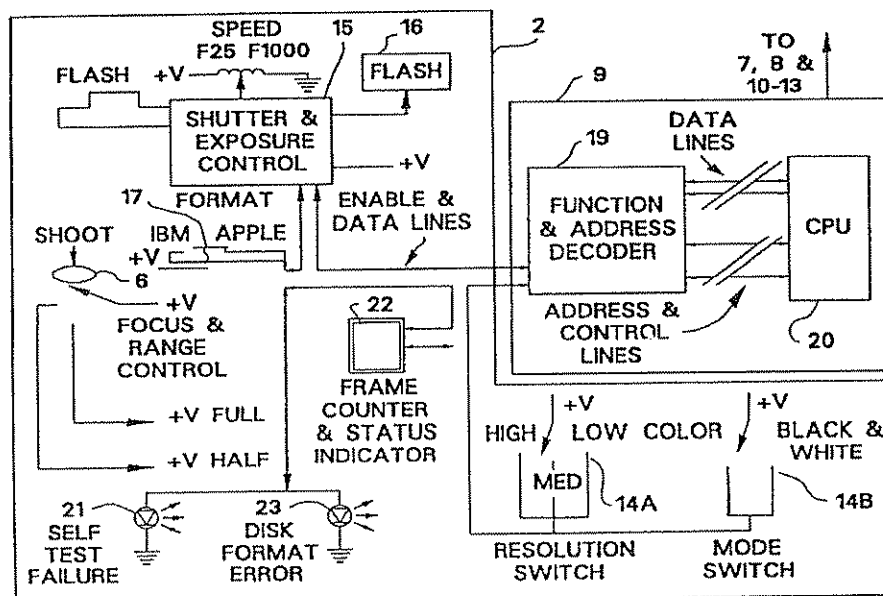 SPEED
F25 F1000
15
16
2
TO
7, 8 &
10-13
FLASH
+V
FLASH
9
SHUTTER &
EXPOSURE
CONTROL
19
DATA
LINES
+V
17
FORMAT
ENABLE &
DATA LINES
FUNCTION
& ADDRESS
DECODER
CPU
SHOOT
IBM APPLE
+V
6
+V
FOCUS &
RANGE
CONTROL
22
ADDRESS
& CONTROL
LINES
20
FRAME
COUNTER
& STATUS
INDICATOR
+V FULL
+V HALF
+V
+V
HIGH LOW COLOR BLACK &
WHITE
MED
14A
14B
21
SELF
TEST
FAILURE
23
DISK
FORMAT
ERROR
RESOLUTION
SWITCH
MODE
SWITCH